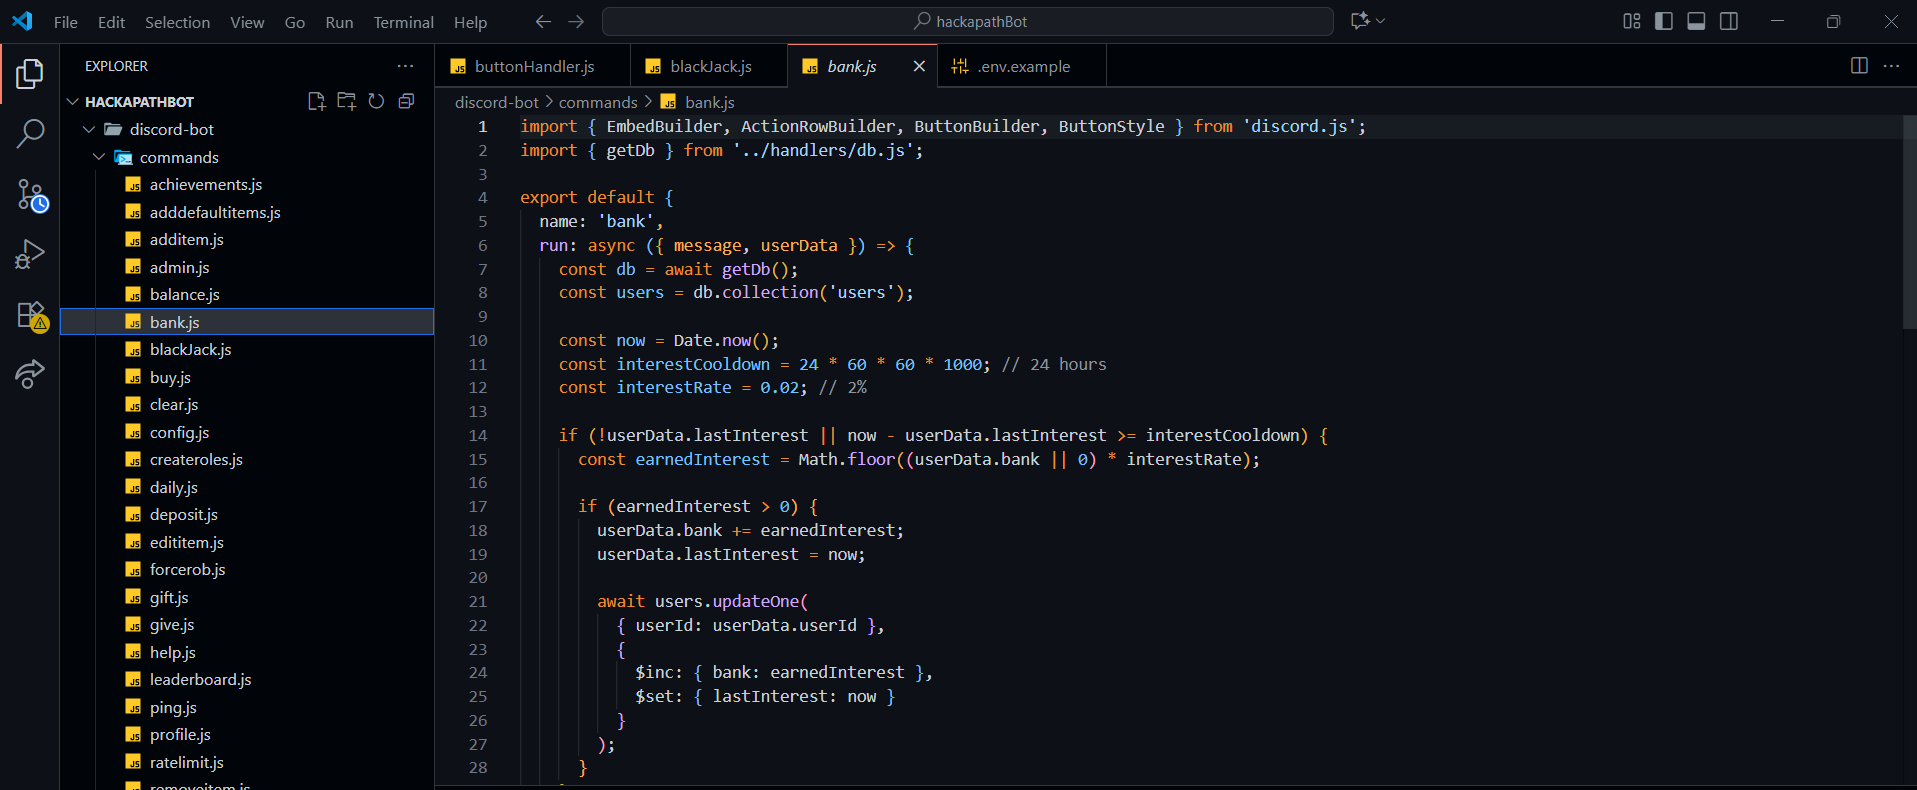 File Edit Selection View Go Run Terminal Help
hackapathBot
EXPLORER
HACKAPATHBOT
discord-bot
commands
achievements.js
adddefaultitems.js
additem.js
admin.js
balance.js
bank.js
blackJack.js
buy.js
clear.js
config.js
createroles.js
daily.js
deposit.js
edititem.js
forcerob.js
gift.js
give.js
help.js
leaderboard.js
ping.js
profile.js
ratelimit.js
removeitem.js
buttonHandler.js
blackJack.js
bank.js
.env.example
discord-bot > commands > bank.js
1 import { EmbedBuilder, ActionRowBuilder, ButtonBuilder, ButtonStyle } from 'discord.js';
2 import { getDb } from '../handlers/db.js';
3
4 export default {
5   name: 'bank',
6   run: async ({ message, userData }) => {
7     const db = await getDb();
8     const users = db.collection('users');
9
10     const now = Date.now();
11     const interestCooldown = 24 * 60 * 60 * 1000; // 24 hours
12     const interestRate = 0.02; // 2%
13
14     if (!userData.lastInterest || now - userData.lastInterest >= interestCooldown) {
15       const earnedInterest = Math.floor((userData.bank || 0) * interestRate);
16
17       if (earnedInterest > 0) {
18         userData.bank += earnedInterest;
19         userData.lastInterest = now;
20
21         await users.updateOne(
22           { userId: userData.userId },
23           {
24             $inc: { bank: earnedInterest },
25             $set: { lastInterest: now }
26           }
27         );
28       }